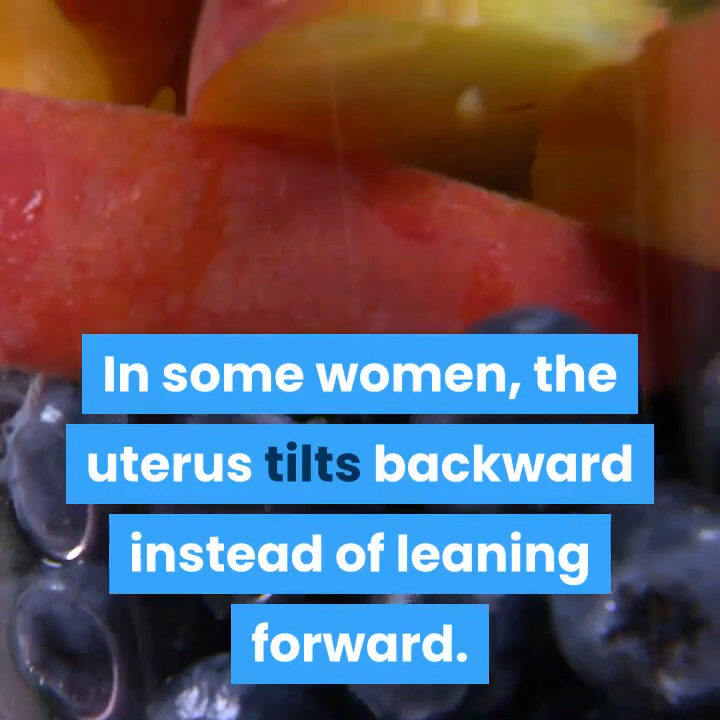 In some women, the
uterus tilts backward
instead of leaning
forward.